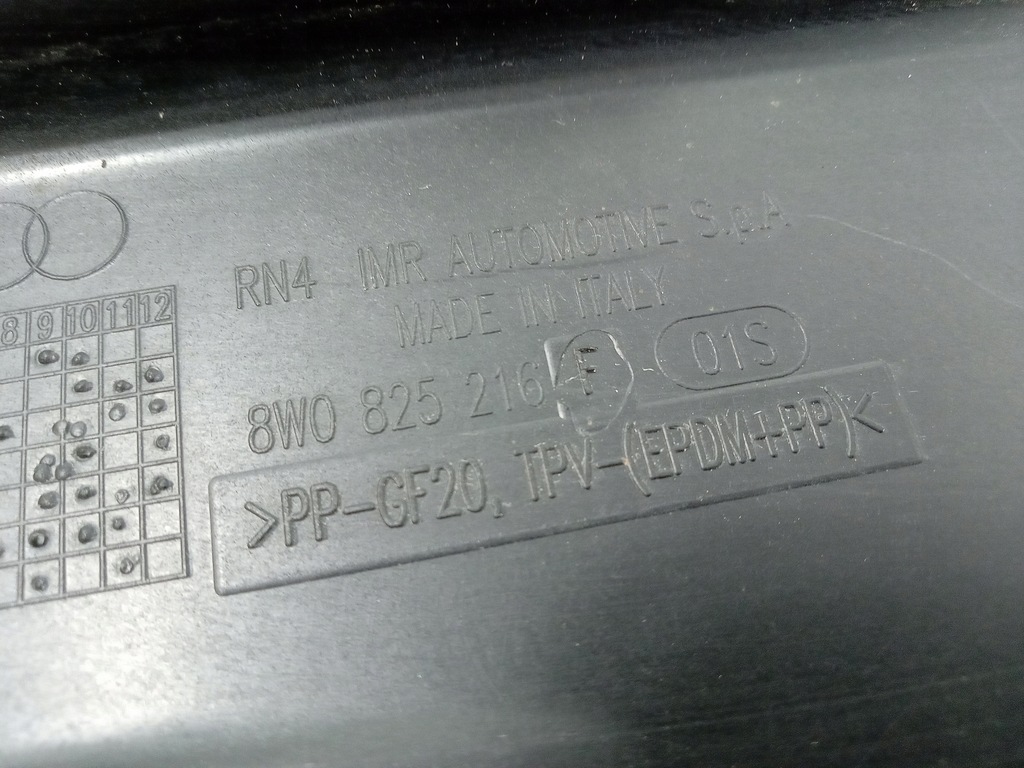 RN4 IMR AUTOMOTIVE S.p.A
MADE IN ITALY
8W0 825 216 F 01S
>PP-GF20, TPV-(EPDM+PP)<
8 9 10 11 12